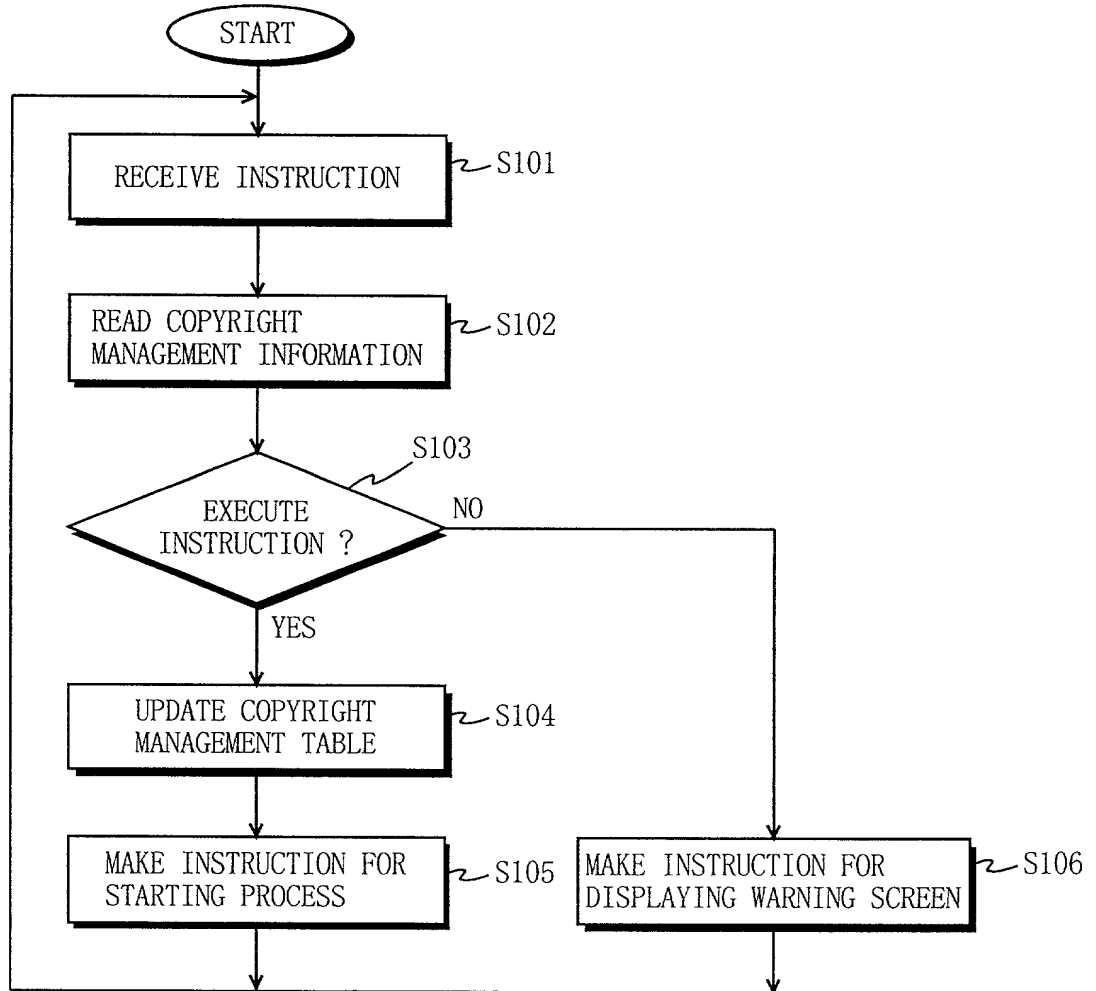 START
RECEIVE INSTRUCTION
S101
READ COPYRIGHT
MANAGEMENT INFORMATION
S102
S103
EXECUTE
INSTRUCTION ?
NO
YES
UPDATE COPYRIGHT
MANAGEMENT TABLE
S104
MAKE INSTRUCTION FOR
STARTING PROCESS
S105
MAKE INSTRUCTION FOR
DISPLAYING WARNING SCREEN
S106